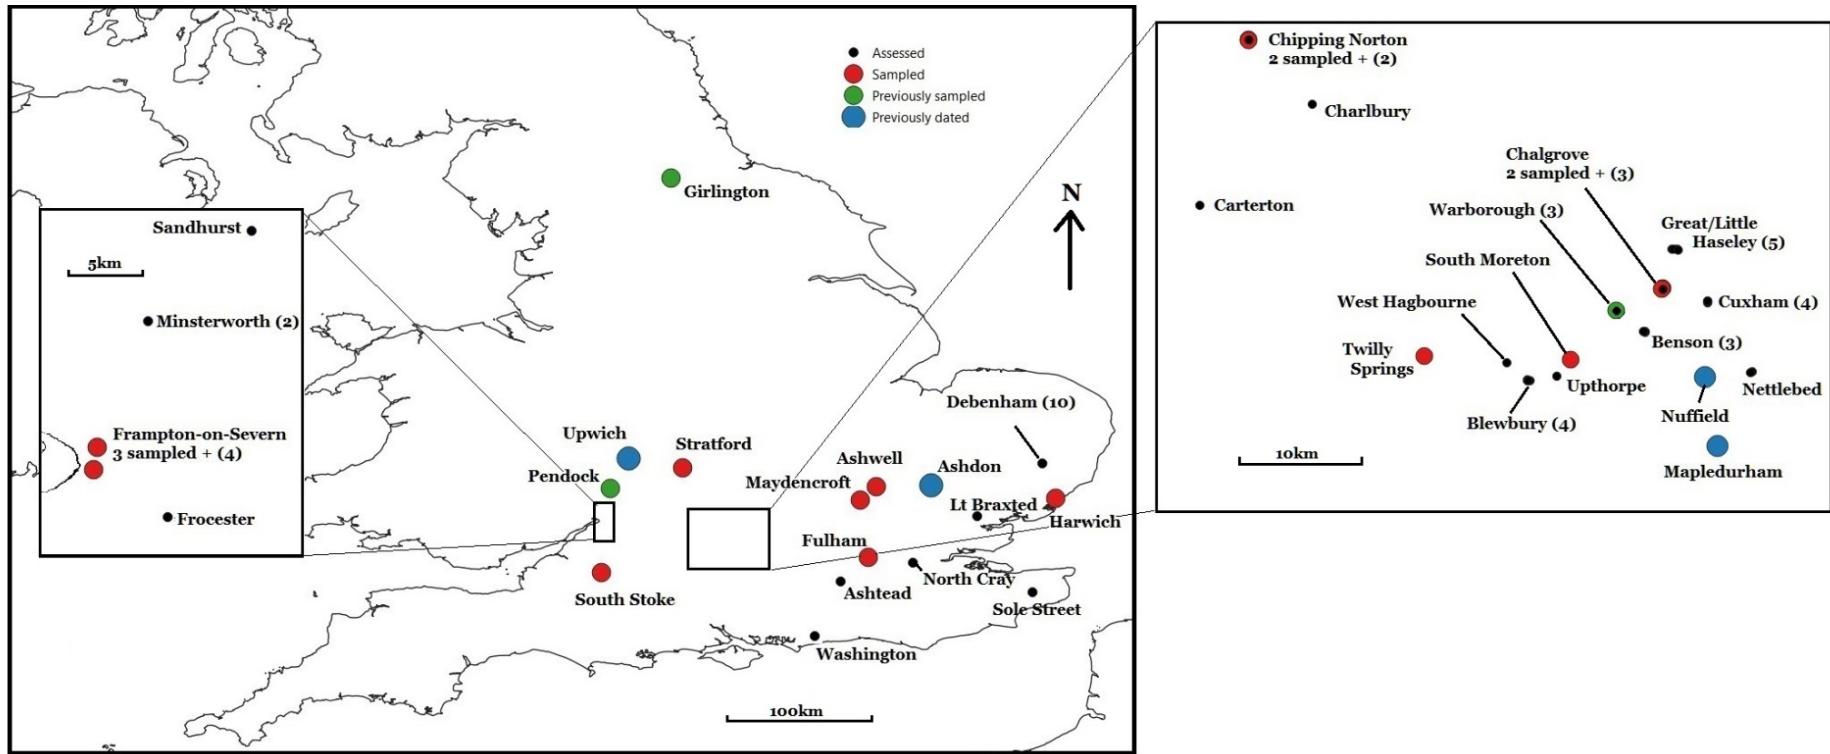 Assessed
Sampled
Previously sampled
Previously dated
N
Girlington
Sandhurst
5km
Minsterworth (2)
Frampton-on-Severn
3 sampled + (4)
Frocester
Debenham (10)
Upwich
Stratford
Pendock
Ashwell
Maydencroft
Ashdon
Lt Braxted
Harwich
Fulham
North Cray
Ashtead
South Stoke
Sole Street
Washington
100km
Chipping Norton
2 sampled + (2)
Charlbury
Chalgrove
2 sampled + (3)
Carterton
Warborough (3)
Great/Little
Haseley (5)
South Moreton
West Hagbourne
Cuxham (4)
Benson (3)
Twilly
Springs
Upthorpe
Nettlebed
Blewbury (4)
Nuffield
10km
Mapledurham